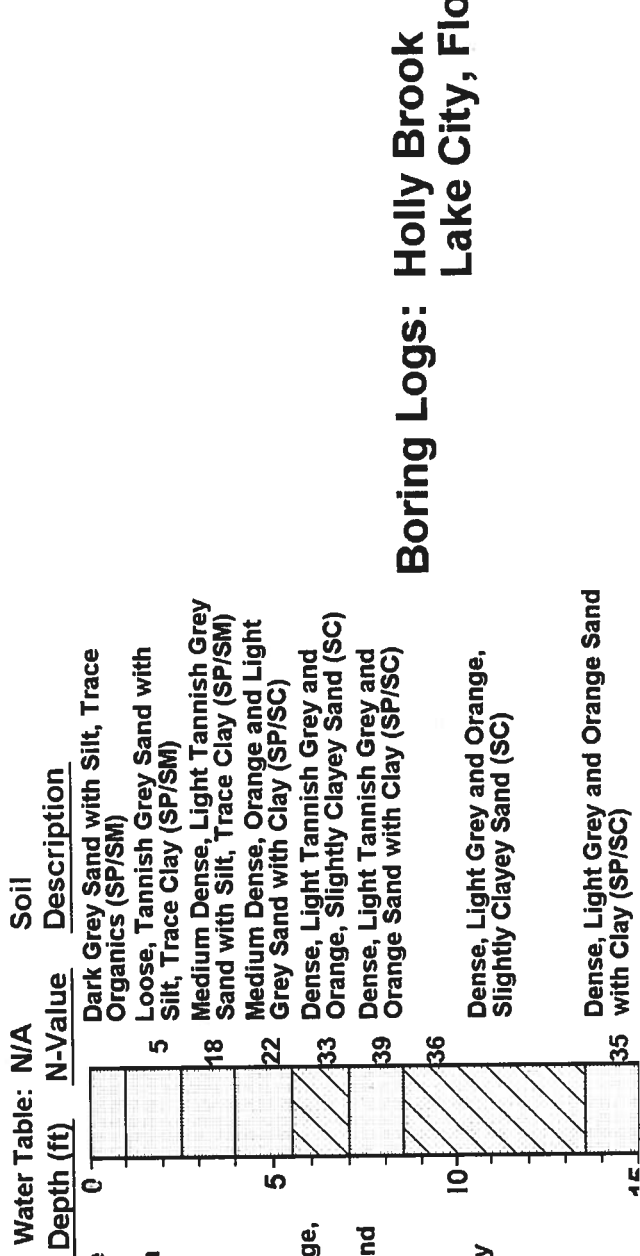 Water Table: N/A
Soil
Depth (ft)
N-Value
Description
0
Dark Grey Sand with Silt, Trace
Organics (SP/SM)
5
Loose, Tannish Grey Sand with
Silt, Trace Clay (SP/SM)
18
Medium Dense, Light Tannish Grey
Sand with Silt, Trace Clay (SP/SM)
22
Medium Dense, Orange and Light
Grey Sand with Clay (SP/SC)
5
33
Dense, Light Tannish Grey and
Orange, Slightly Clayey Sand (SC)
39
Dense, Light Tannish Grey and
Orange Sand with Clay (SP/SC)
36
10
Dense, Light Grey and Orange,
Slightly Clayey Sand (SC)
35
Dense, Light Grey and Orange Sand
with Clay (SP/SC)
Boring Logs: Holly Brook
Lake City, Flo